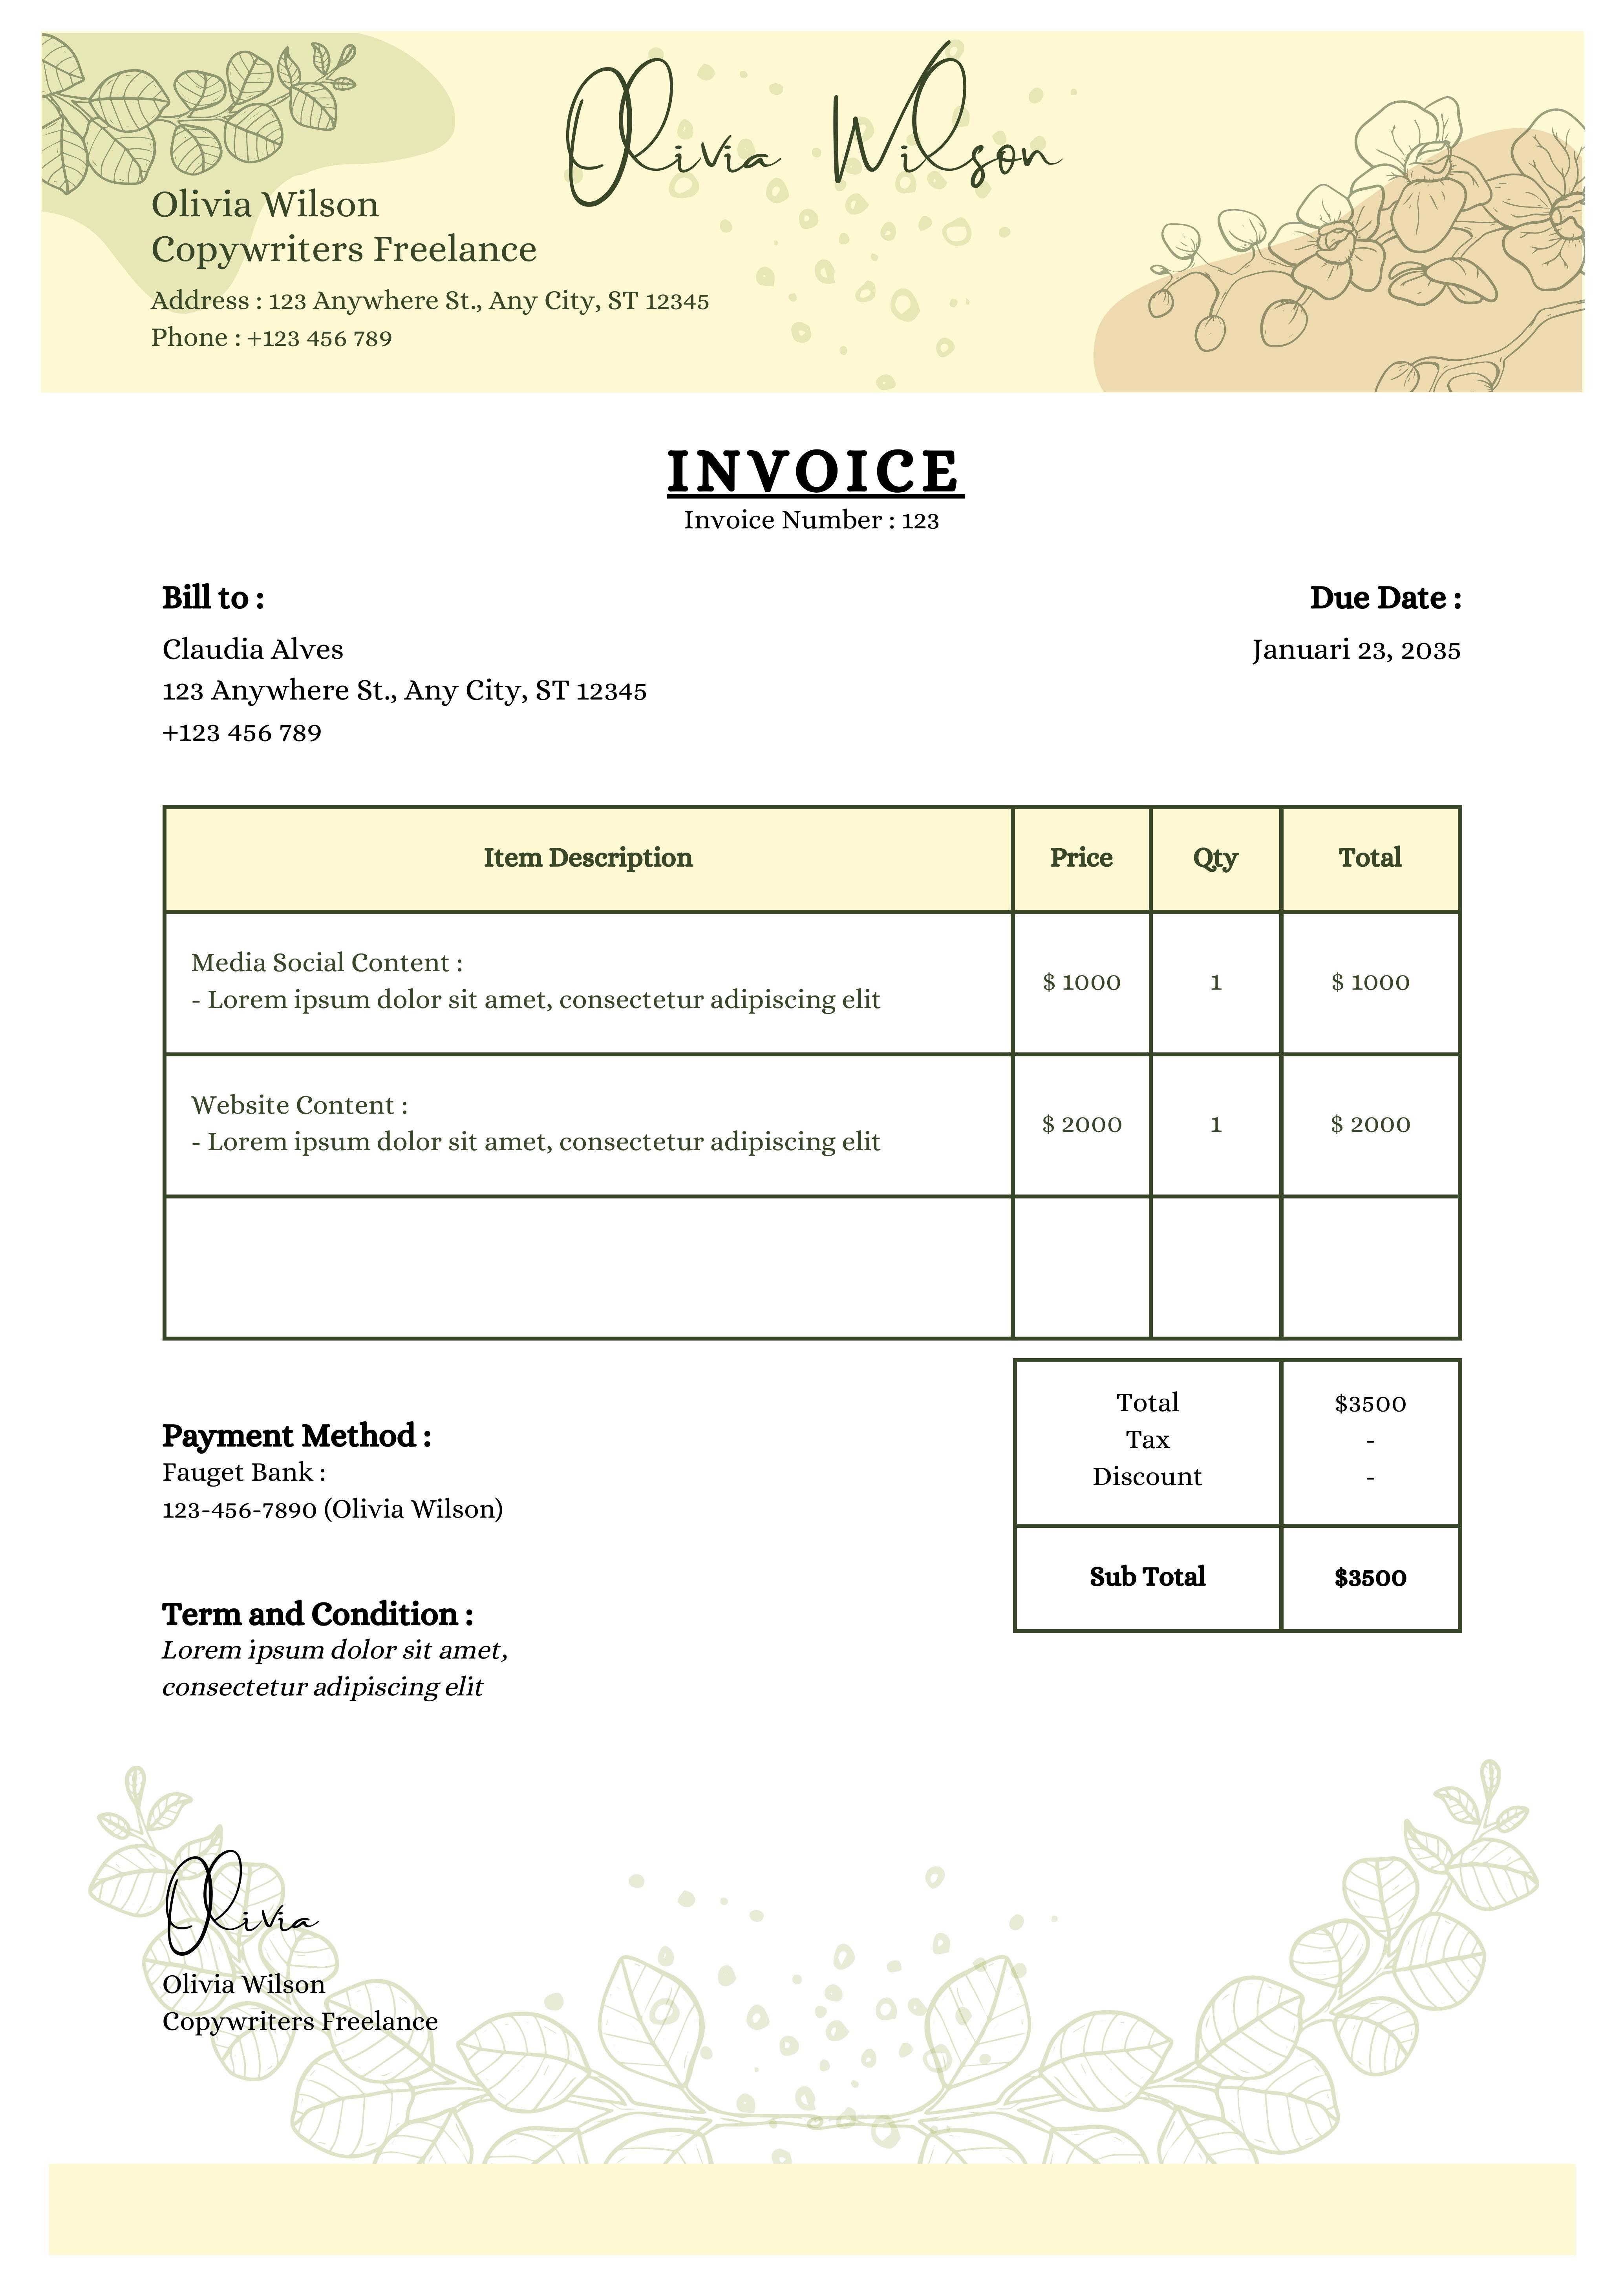 Olivia Wilson
Olivia Wilson
Copywriters Freelance
Address : 123 Anywhere St., Any City, ST 12345
Phone : +123 456 789
INVOICE
Invoice Number : 123
Bill to :
Claudia Alves
123 Anywhere St., Any City, ST 12345
+123 456 789
Due Date :
Januari 23, 2035
Item Description Price Qty Total
Media Social Content :
- Lorem ipsum dolor sit amet, consectetur adipiscing elit
$ 1000 1 $ 1000
Website Content :
- Lorem ipsum dolor sit amet, consectetur adipiscing elit
$ 2000 1 $ 2000
Total $3500
Tax -
Discount -
Sub Total $3500
Payment Method :
Fauget Bank :
123-456-7890 (Olivia Wilson)
Term and Condition :
Lorem ipsum dolor sit amet,
consectetur adipiscing elit
Olivia
Olivia Wilson
Copywriters Freelance